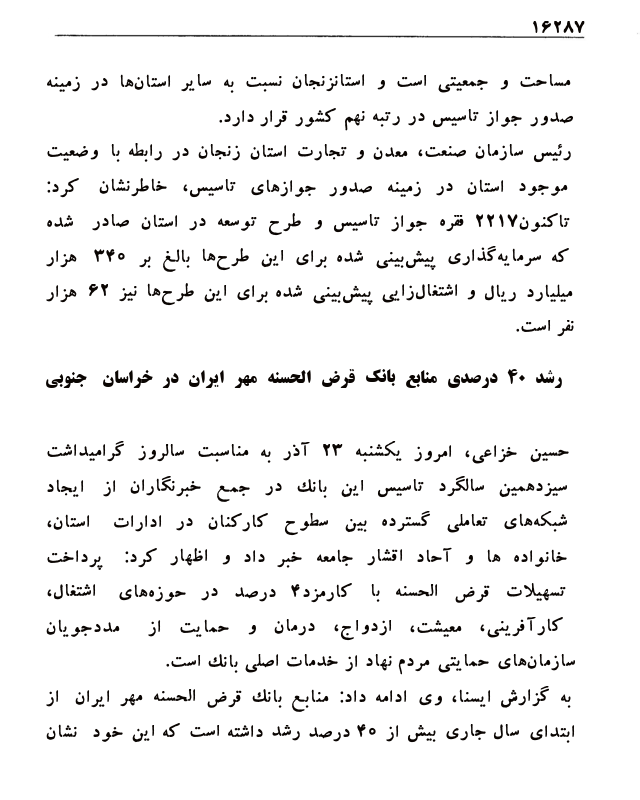 ۱۶۲۸۷
مساحت و جمعیتی است و استانزنجان نسبت به سایر استان‌ها در زمینه
صدور جواز تاسیس در رتبه نهم کشور قرار دارد.
رئیس سازمان صنعت، معدن و تجارت استان زنجان در رابطه با وضعیت
موجود استان در زمینه صدور جوازهای تاسیس، خاطرنشان کرد:
تاکنون۲۲۱۷ فقره جواز تاسیس و طرح توسعه در استان صادر شده
که سرمایه‌گذاری پیش‌بینی شده برای این طرح‌ها بالغ بر ۳۴۰ هزار
میلیارد ریال و اشتغال‌زایی پیش‌بینی شده برای این طرح‌ها نیز ۶۲ هزار
نفر است.
رشد ۴۰ درصدی منابع بانک قرض الحسنه مهر ایران در خراسان جنوبی
حسین خزاعی، امروز یکشنبه ۲۳ آذر به مناسبت سالروز گرامیداشت
سیزدهمین سالگرد تاسیس این بانك در جمع خبرنگاران از ایجاد
شبکه‌های تعاملی گسترده بین سطوح کارکنان در ادارات استان،
خانواده ها و آحاد اقشار جامعه خبر داد و اظهار کرد: پرداخت
تسهیلات قرض الحسنه با کارمزد۴ درصد در حوزه‌های اشتغال،
کارآفرینی، معیشت، ازدواج، درمان و حمایت از مددجویان
سازمان‌های حمایتی مردم نهاد از خدمات اصلی بانك است.
به گزارش ایسنا، وی ادامه داد: منابع بانك قرض الحسنه مهر ایران از
ابتدای سال جاری بیش از ۴۰ درصد رشد داشته است که این خود نشان